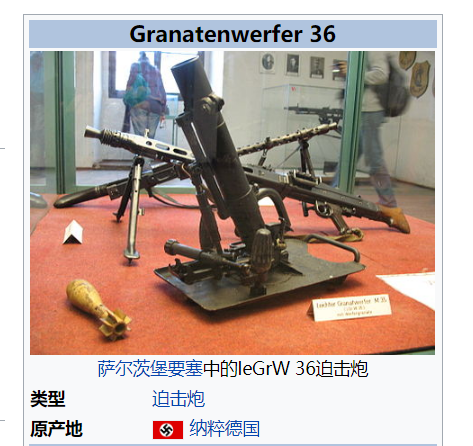 Granatenwerfer 36
Leichter Granatwerfer M 36
萨尔茨堡要塞中的leGrW 36迫击炮
类型 迫击炮
原产地 纳粹德国